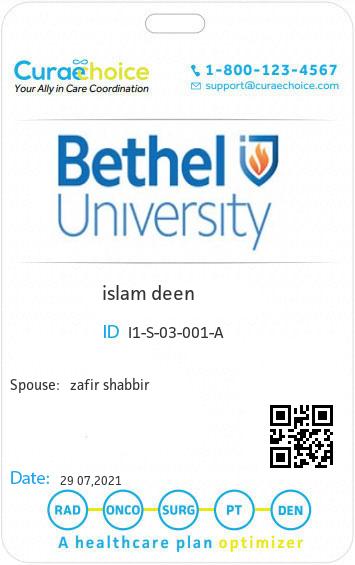 Curaechoice
Your Ally in Care Coordination
1-800-123-4567
support@curaechoice.com
Bethel
University
islam deen
ID I1-S-03-001-A
Spouse: zafir shabbir
Date: 29 07,2021
RAD ONCO SURG PT DEN
A healthcare plan optimizer